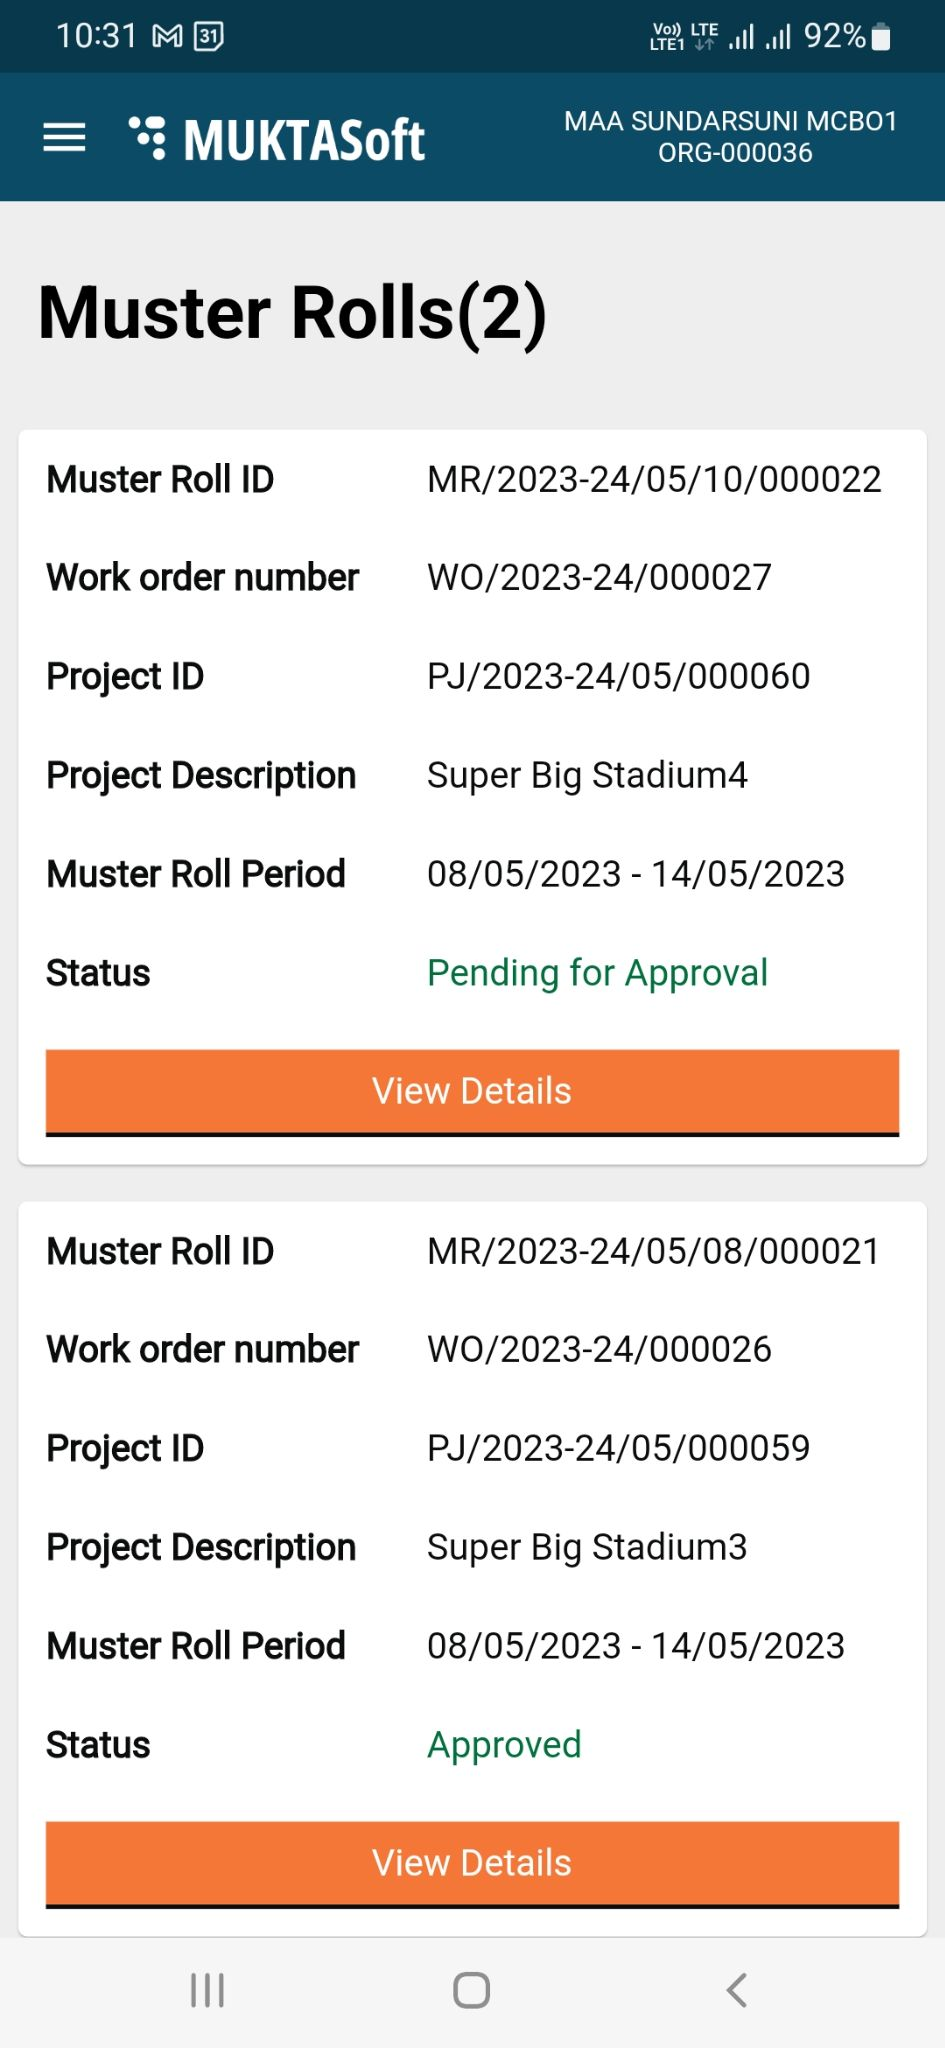 10:31 31 Vo)) LTE1 LTE 92%
MUKTASoft
MAA SUNDARSUNI MCBO1
ORG-000036
Muster Rolls(2)
Muster Roll ID MR/2023-24/05/10/000022
Work order number WO/2023-24/000027
Project ID PJ/2023-24/05/000060
Project Description Super Big Stadium4
Muster Roll Period 08/05/2023 - 14/05/2023
Status Pending for Approval
View Details
Muster Roll ID MR/2023-24/05/08/000021
Work order number WO/2023-24/000026
Project ID PJ/2023-24/05/000059
Project Description Super Big Stadium3
Muster Roll Period 08/05/2023 - 14/05/2023
Status Approved
View Details